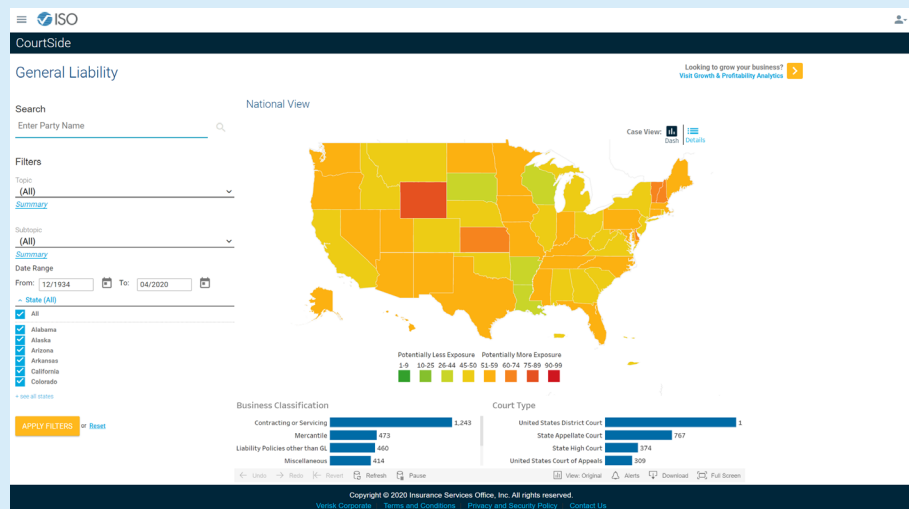 ISO
CourtSide
General Liability
Looking to grow your business?
Visit Growth & Profitability Analytics
Search
Enter Party Name
National View
Case View:
Dash
Details
Filters
Topic
(All)
Summary
Subtopic
(All)
Summary
Date Range
From: 12/1934 To: 04/2020
State (All)
All
Alabama
Alaska
Arizona
Arkansas
California
Colorado
+ see all states
APPLY FILTERS or Reset
Potentially Less Exposure Potentially More Exposure
1-9 10-25 26-44 45-50 51-59 60-74 75-89 90-99
Business Classification
Contracting or Servicing 1,243
Mercantile 473
Liability Policies other than GL 460
Miscellaneous 414
Court Type
United States District Court 1
State Appellate Court 767
State High Court 374
United States Court of Appeals 309
Undo Redo Revert Refresh Pause
View: Original Alerts Download Full Screen
Copyright © 2020 Insurance Services Office, Inc. All rights reserved.
Verisk Corporate Terms and Conditions Privacy and Security Policy Contact Us